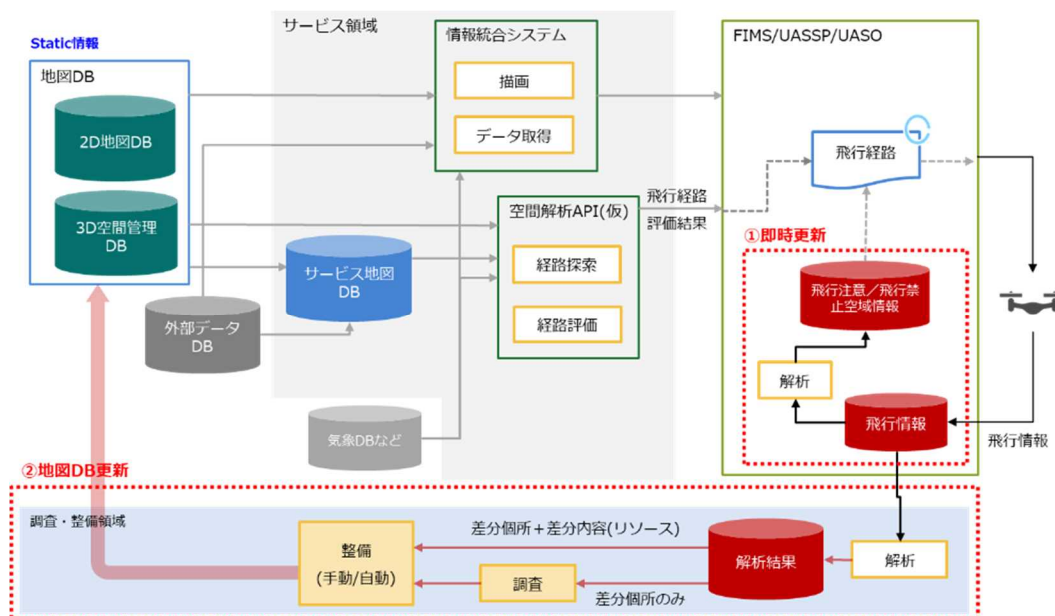 サービス領域
Static情報
地図DB
2D地図DB
3D空間管理
DB
外部データ
DB
サービス地図
DB
気象DBなど
情報統合システム
描画
データ取得
空間解析API(仮)
経路探索
経路評価
飛行経路
評価結果
FIMS/UASSP/UASO
飛行経路
①即時更新
飛行注意／飛行禁
止空域情報
解析
飛行情報
飛行情報
②地図DB更新
調査・整備領域
整備
(手動/自動)
差分個所＋差分内容(リソース)
調査
差分個所のみ
解析結果
解析